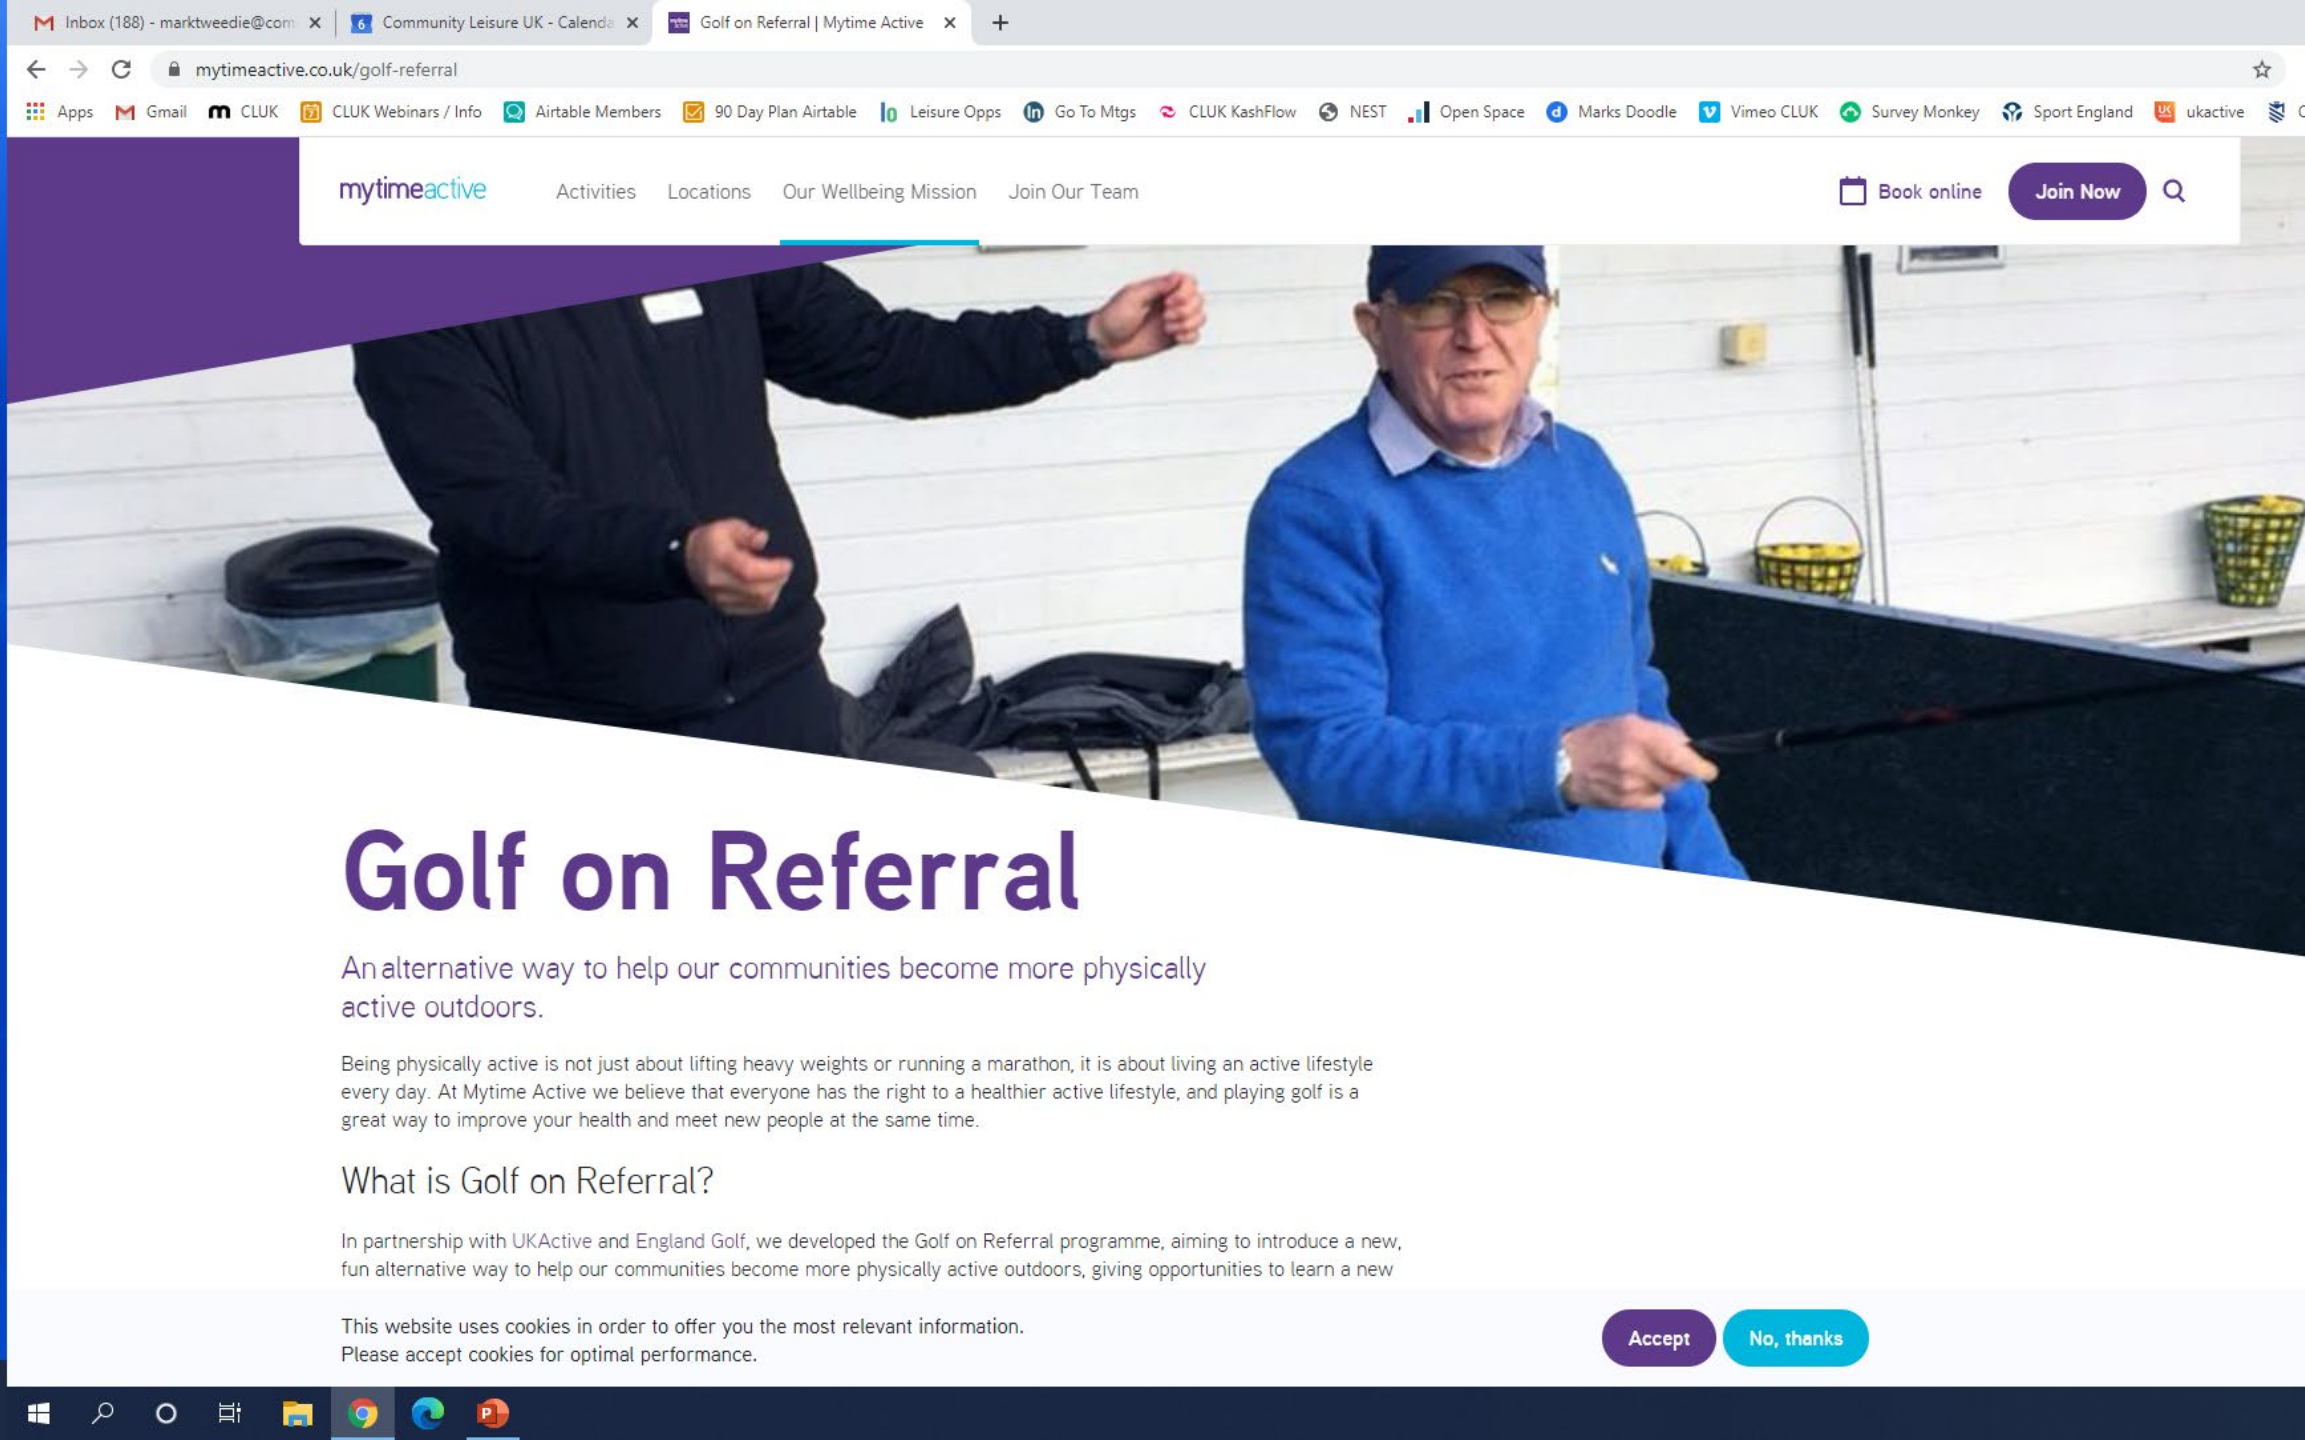 Inbox (188) - marktweedie@com
Community Leisure UK - Calenda
Golf on Referral | Mytime Active
mytimeactive.co.uk/golf-referral
Apps Gmail CLUK CLUK Webinars / Info Airtable Members 90 Day Plan Airtable Leisure Opps Go To Mtgs CLUK KashFlow NEST Open Space Marks Doodle Vimeo CLUK Survey Monkey Sport England ukactive
mytimeactive Activities Locations Our Wellbeing Mission Join Our Team Book online Join Now
Golf on Referral
An alternative way to help our communities become more physically
active outdoors.
Being physically active is not just about lifting heavy weights or running a marathon, it is about living an active lifestyle
every day. At Mytime Active we believe that everyone has the right to a healthier active lifestyle, and playing golf is a
great way to improve your health and meet new people at the same time.
What is Golf on Referral?
In partnership with UKActive and England Golf, we developed the Golf on Referral programme, aiming to introduce a new,
fun alternative way to help our communities become more physically active outdoors, giving opportunities to learn a new
This website uses cookies in order to offer you the most relevant information.
Please accept cookies for optimal performance.
Accept No, thanks